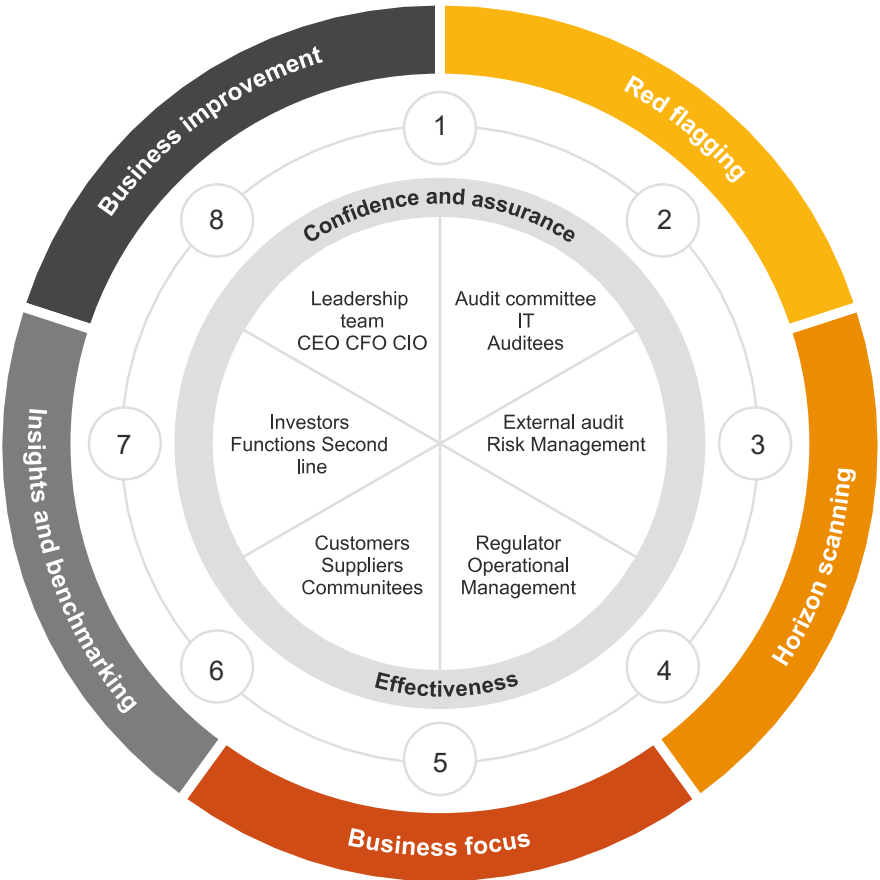 Business improvement
Red flagging
Horizon scanning
Business focus
Insights and benchmarking
1
2
3
4
5
6
7
8
Confidence and assurance
Leadership
team
CEO CFO CIO
Audit committee
IT
Auditees
Investors
Functions Second
line
External audit
Risk Management
Customers
Suppliers
Communitees
Regulator
Operational
Management
Effectiveness